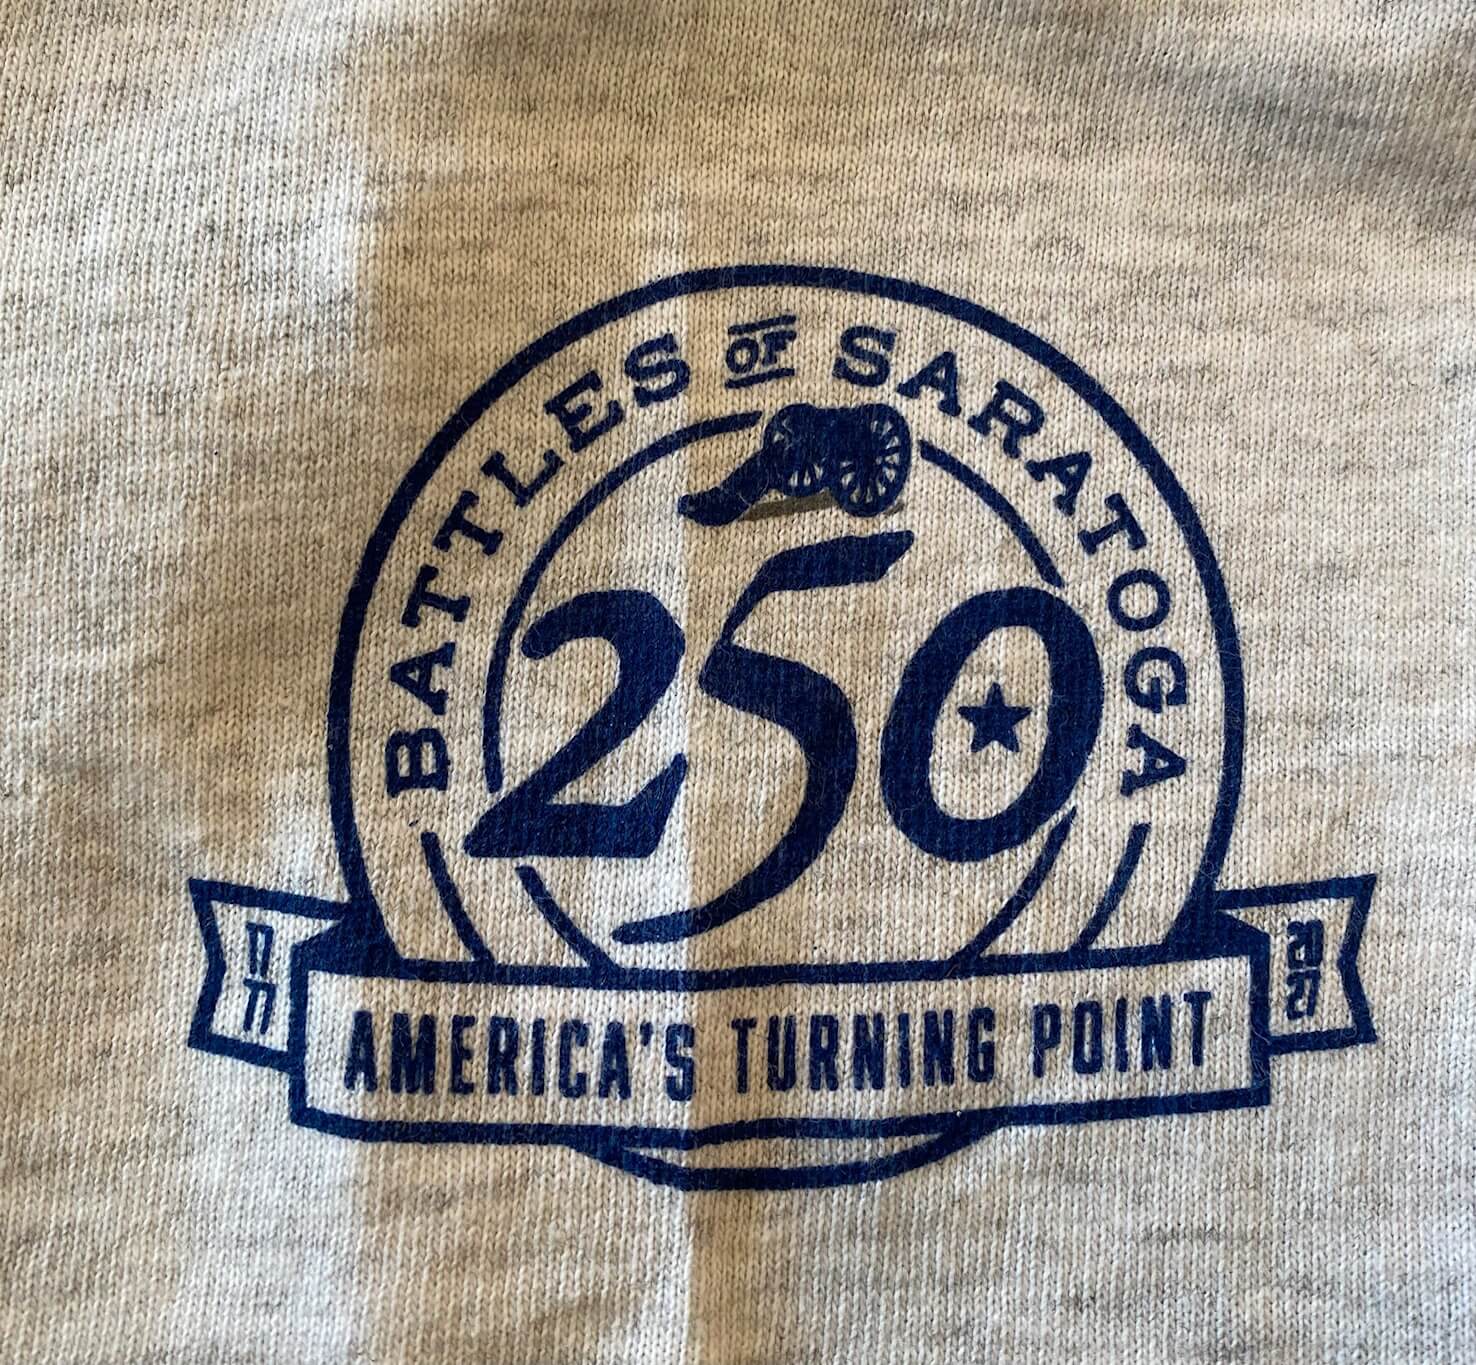 BATTLES OF SARATOGA
250
17
77
AMERICA'S TURNING POINT
20
27